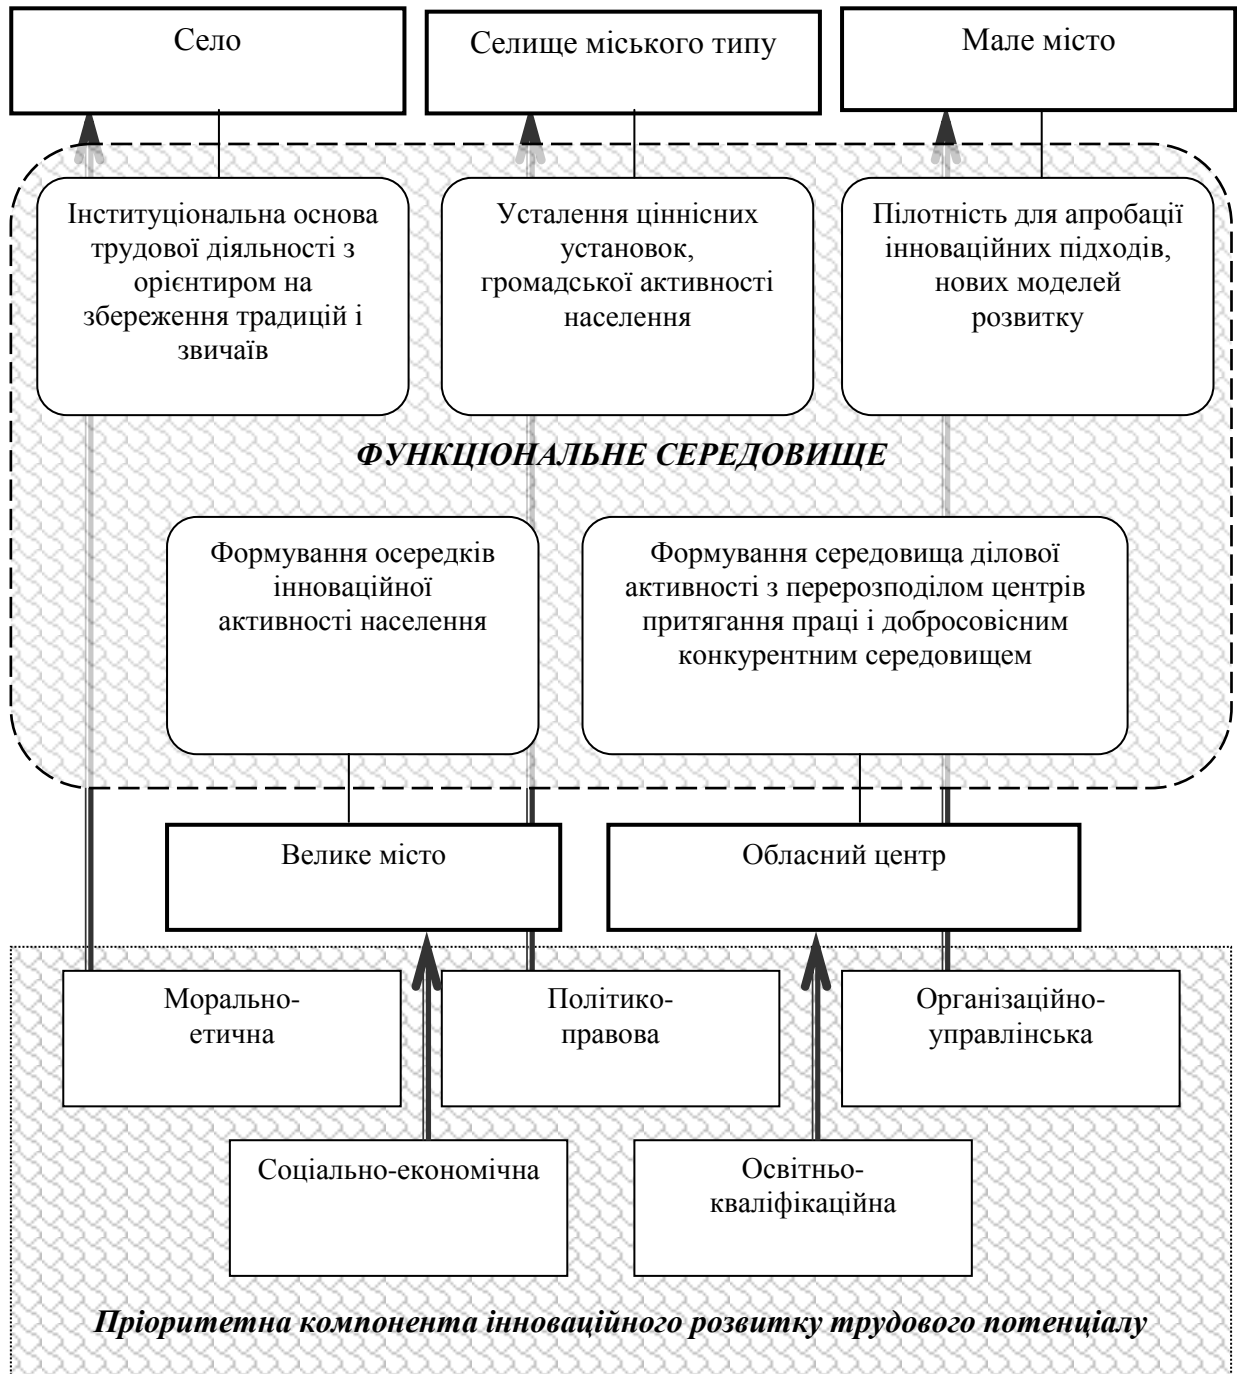 Село
Селище міського типу
Мале місто
Інституціональна основа
трудової діяльності з
орієнтиром на
збереження традицій і
звичаїв
Усталення ціннісних
установок,
громадської активності
населення
Пілотність для апробації
інноваційних підходів,
нових моделей
розвитку
ФУНКЦІОНАЛЬНЕ СЕРЕДОВИЩЕ
Формування осередків
інноваційної
активності населення
Формування середовища ділової
активності з перерозподілом центрів
притягання праці і добросовісним
конкурентним середовищем
Велике місто
Обласний центр
Морально-
етична
Політико-
правова
Організаційно-
управлінська
Соціально-економічна
Освітньо-
кваліфікаційна
Пріоритетна компонента інноваційного розвитку трудового потенціалу